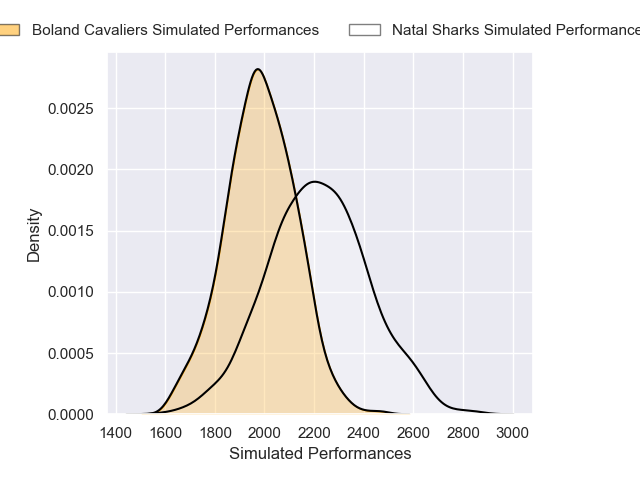 Boland Cavaliers Simulated Performances
Natal Sharks Simulated Performance
0.0025
0.0020
0.0015
0.0010
0.0005
0.0000
Density
1400 1600 1800 2000 2200 2400 2600 2800 3000
Simulated Performances